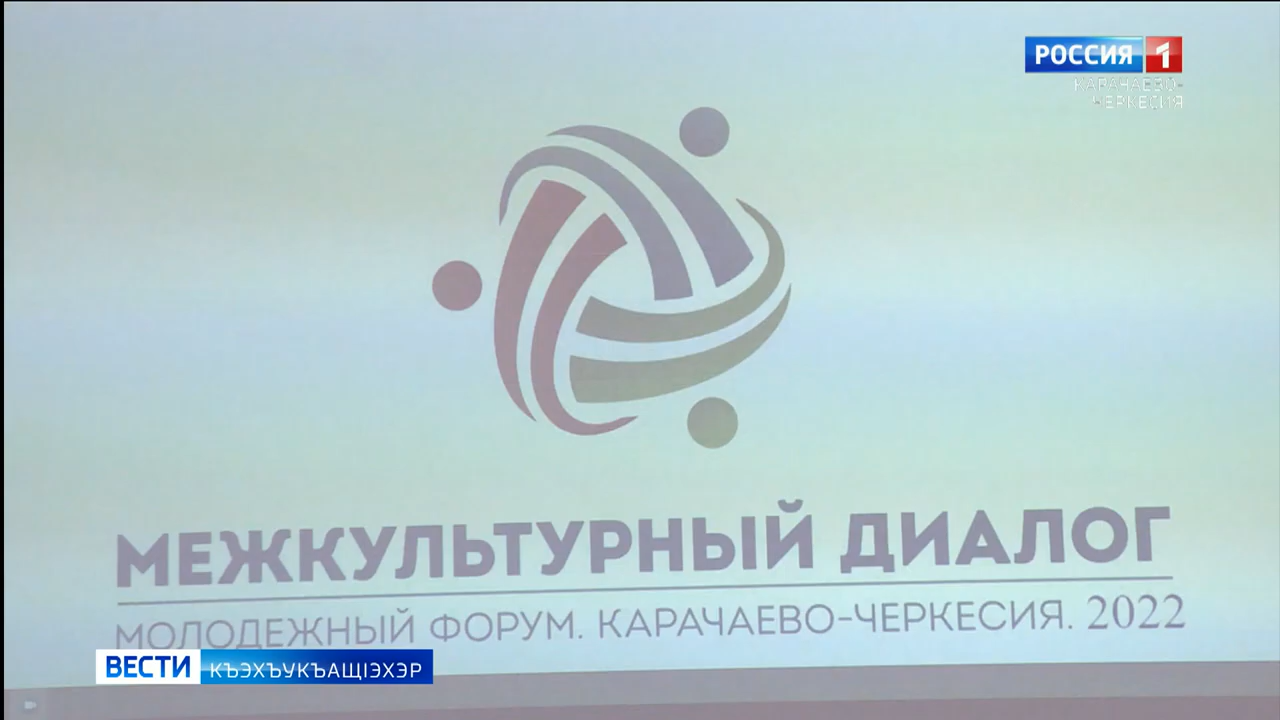 РОССИЯ 1
КАРАЧАЕВО-
ЧЕРКЕСИЯ
МЕЖКУЛЬТУРНЫЙ ДИАЛОГ
МОЛОДЕЖНЫЙ ФОРУМ. КАРАЧАЕВО-ЧЕРКЕСИЯ. 2022
ВЕСТИ КЪЭХЪУКЪАЩІЭХЭР